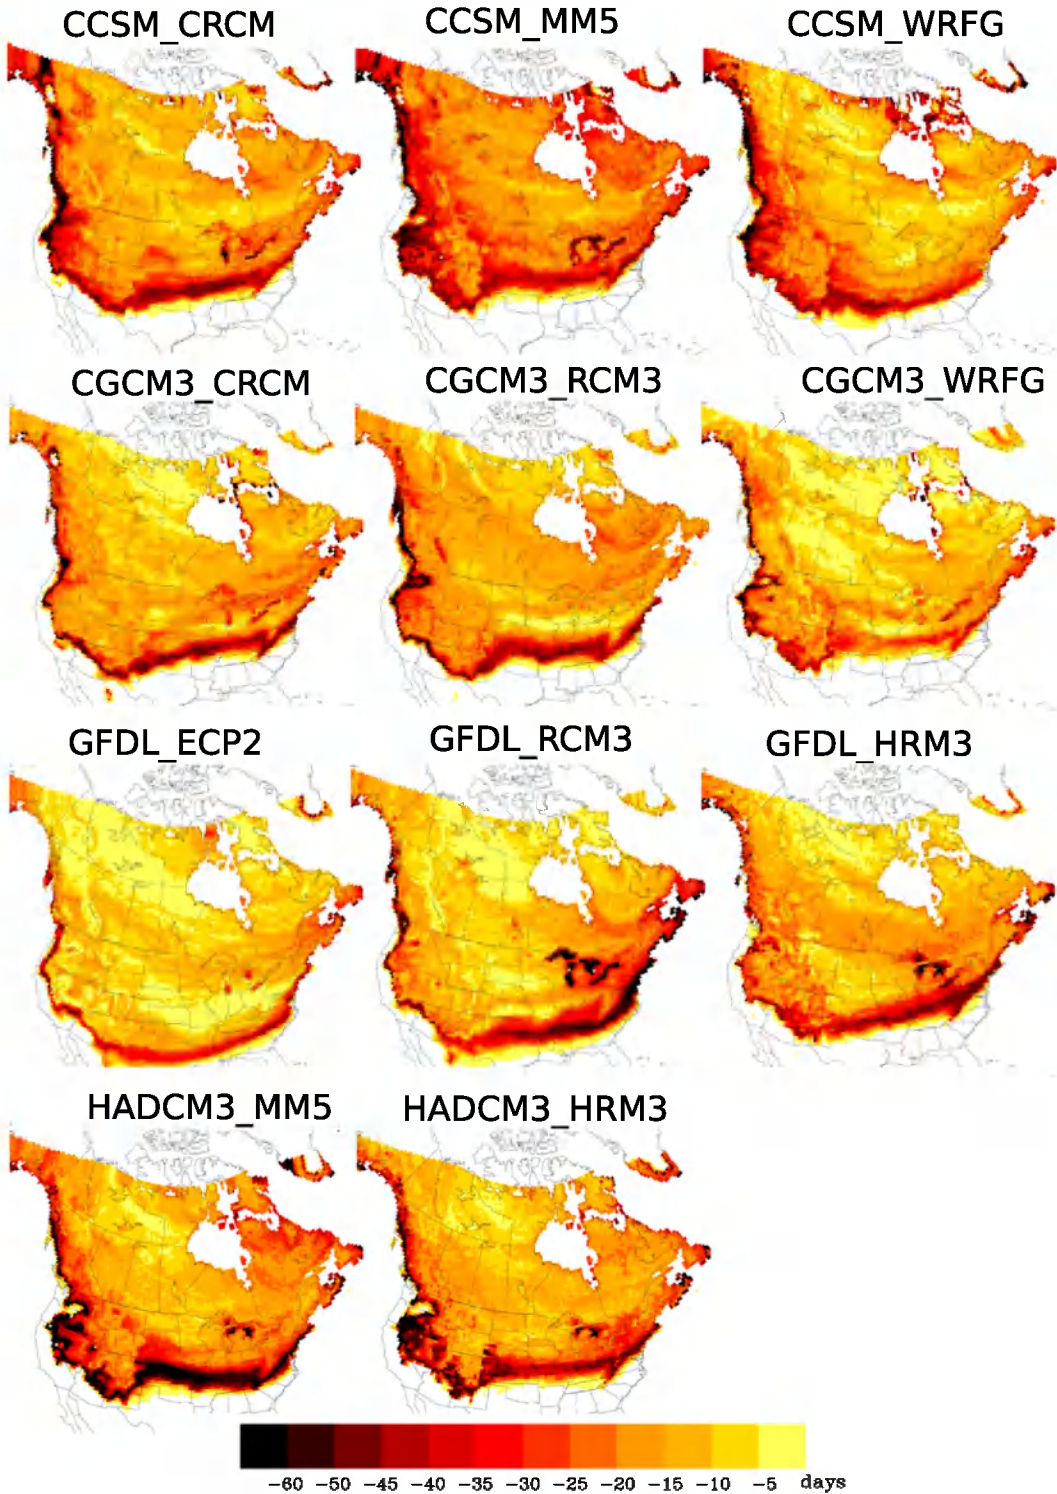 CCSM_CRCM CCSM_MM5 CCSM_WRFG
CGCM3_CRCM CGCM3_RCM3 CGCM3_WRFG
GFDL_ECP2 GFDL_RCM3 GFDL_HRM3
HADCM3_MM5 HADCM3_HRM3
-60 -50 -45 -40 -35 -30 -25 -20 -15 -10 -5 days